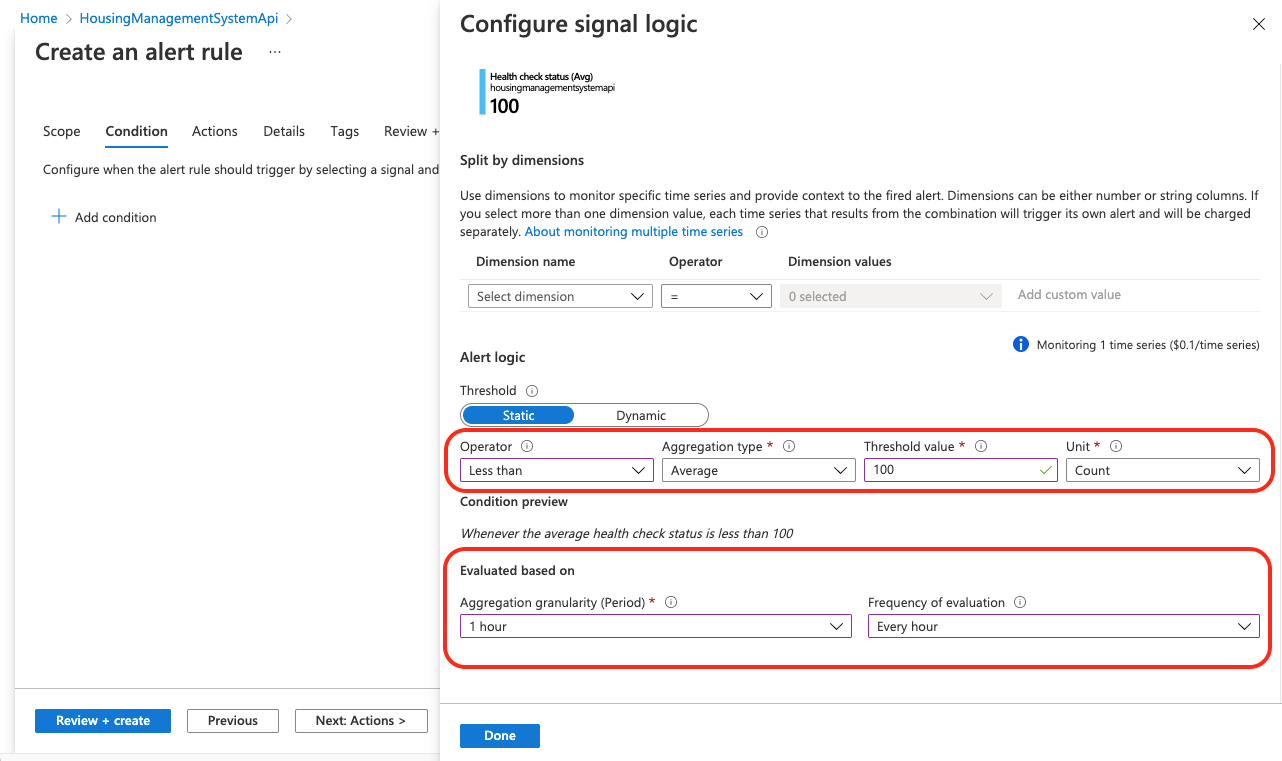 Home > HousingManagementSystemApi >
Create an alert rule ...
Scope Condition Actions Details Tags Review +
Configure when the alert rule should trigger by selecting a signal and
+ Add condition
Review + create Previous Next: Actions >
Configure signal logic
Health check status (Avg)
housingmanagementsystemapi
100
Split by dimensions
Use dimensions to monitor specific time series and provide context to the fired alert. Dimensions can be either number or string columns. If
you select more than one dimension value, each time series that results from the combination will trigger its own alert and will be charged
separately. About monitoring multiple time series
Dimension name Operator Dimension values
Select dimension = 0 selected Add custom value
Monitoring 1 time series ($0.1/time series)
Alert logic
Threshold
Static Dynamic
Operator Aggregation type * Threshold value * Unit *
Less than Average 100 Count
Condition preview
Whenever the average health check status is less than 100
Evaluated based on
Aggregation granularity (Period) * Frequency of evaluation
1 hour Every hour
Done